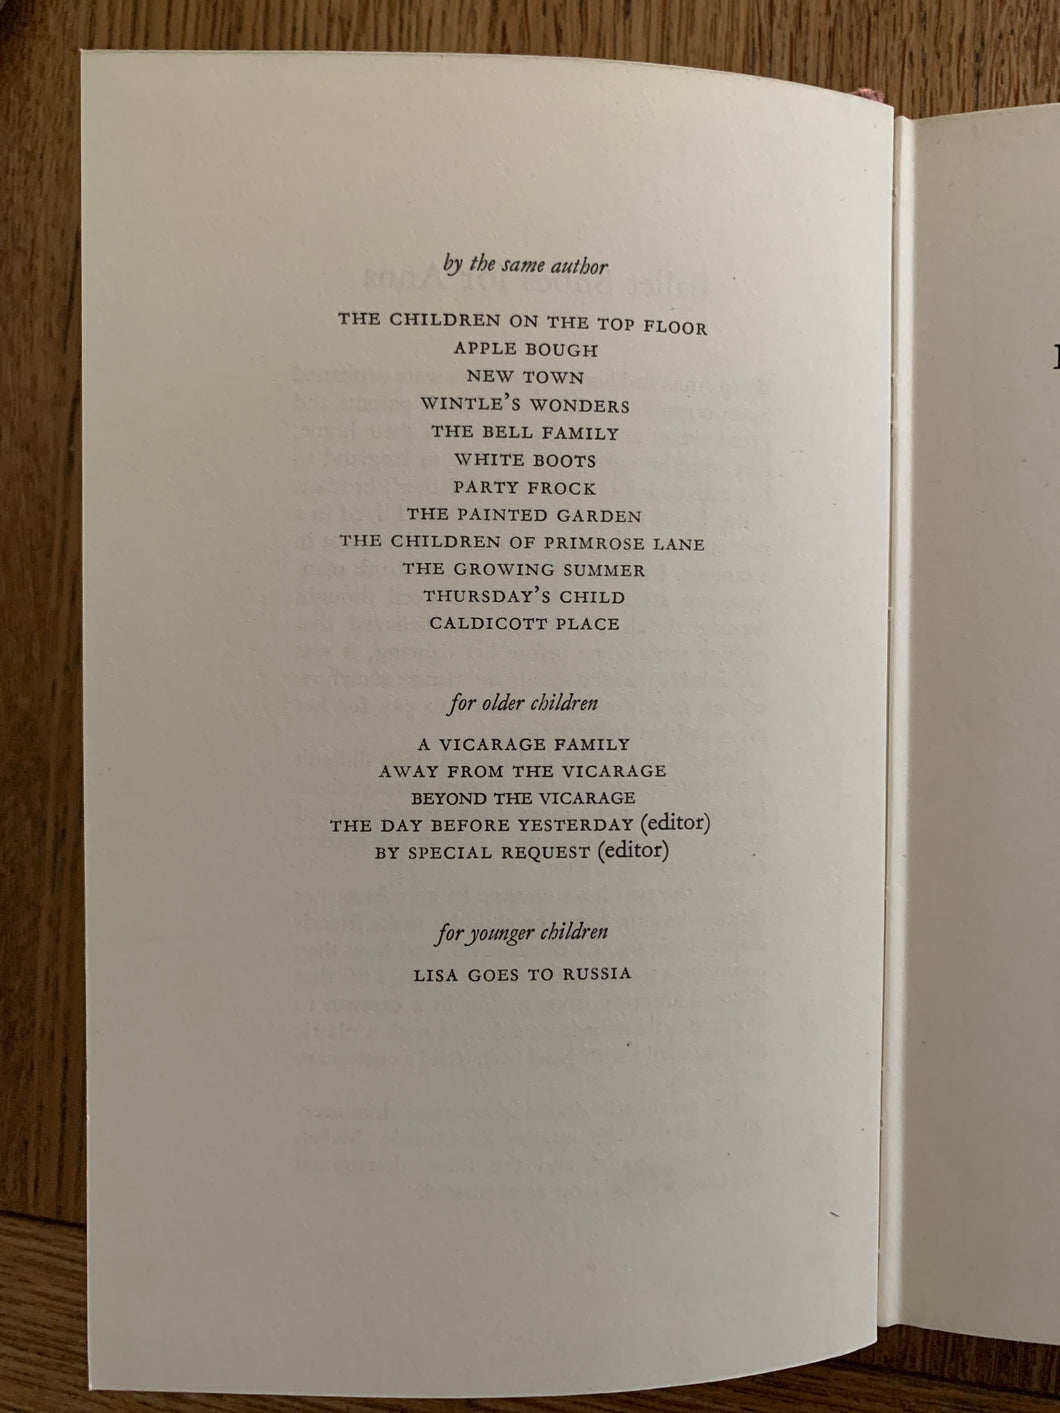 by the same author
THE CHILDREN ON THE TOP FLOOR
APPLE BOUGH
NEW TOWN
WINTLE'S WONDERS
THE BELL FAMILY
WHITE BOOTS
PARTY FROCK
THE PAINTED GARDEN
THE CHILDREN OF PRIMROSE LANE
THE GROWING SUMMER
THURSDAY'S CHILD
CALDICOTT PLACE
for older children
A VICARAGE FAMILY
AWAY FROM THE VICARAGE
BEYOND THE VICARAGE
THE DAY BEFORE YESTERDAY (editor)
BY SPECIAL REQUEST (editor)
for younger children
LISA GOES TO RUSSIA